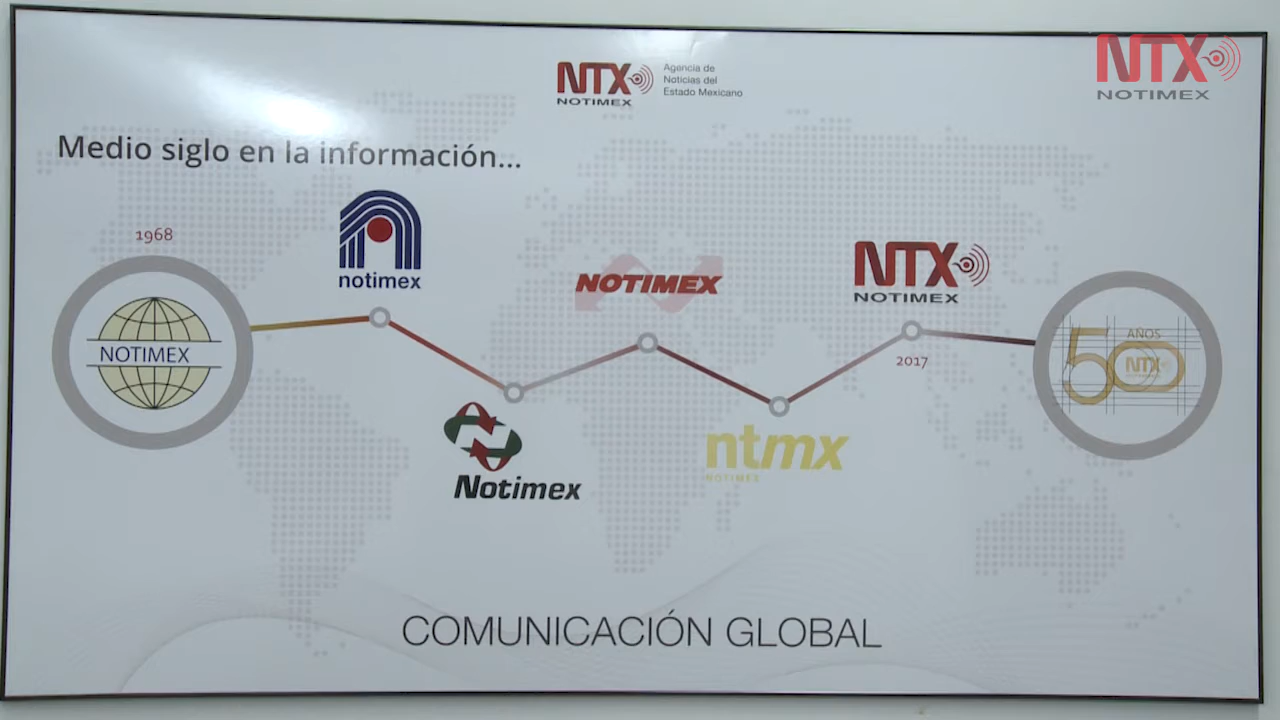 NTX
NOTIMEX
Agencia de
Noticias del
Estado Mexicano
NTX
NOTIMEX
Medio siglo en la información...
1968
NOTIMEX
notimex
Notimex
NOTIMEX
ntmx
NOTIMEX
NTX
NOTIMEX
2017
50
AÑOS
NTX
COMUNICACIÓN GLOBAL